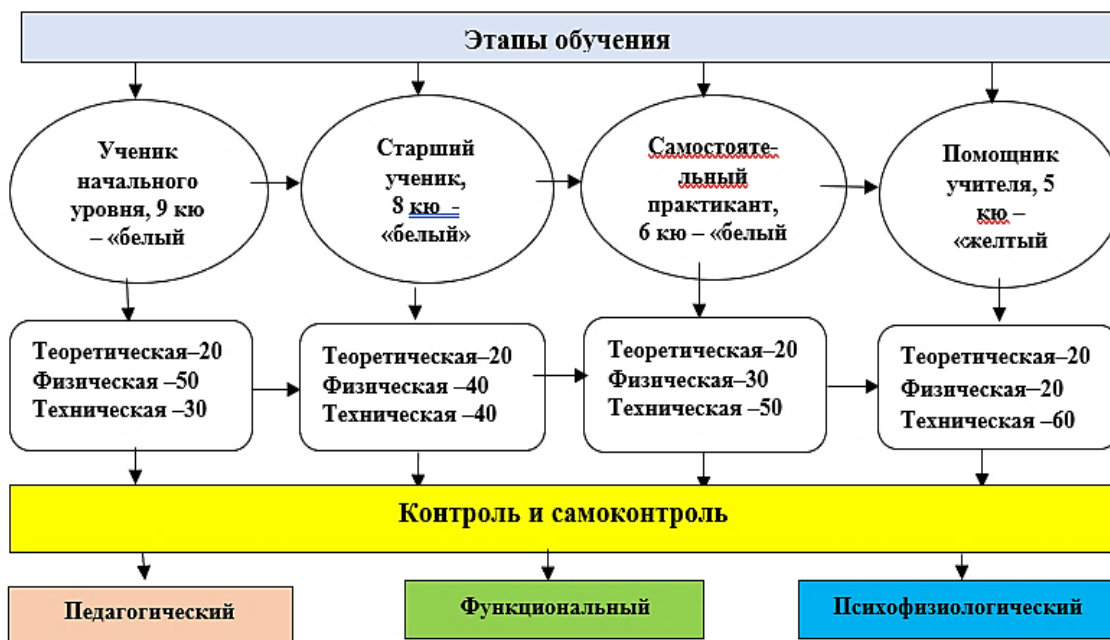 Этапы обучения
Ученик
начального
уровня, 9 кю
– «белый
Старший
ученик,
8 кю -
«белый»
Самостояте-
льный
практикант,
6 кю – «белый
Помощник
учителя, 5
кю –
«желтый
Теоретическая–20
Физическая –50
Техническая –30
Теоретическая–20
Физическая –40
Техническая –40
Теоретическая–20
Физическая–30
Техническая –50
Теоретическая–20
Физическая–20
Техническая –60
Контроль и самоконтроль
Педагогический
Функциональный
Психофизиологический